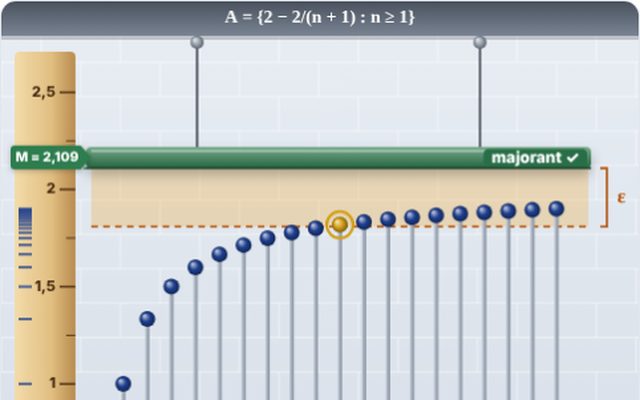 A = {2 − 2/(n + 1) : n ≥ 1}
2,5
M = 2,109
majorant ✓
2
ε
1,5
1